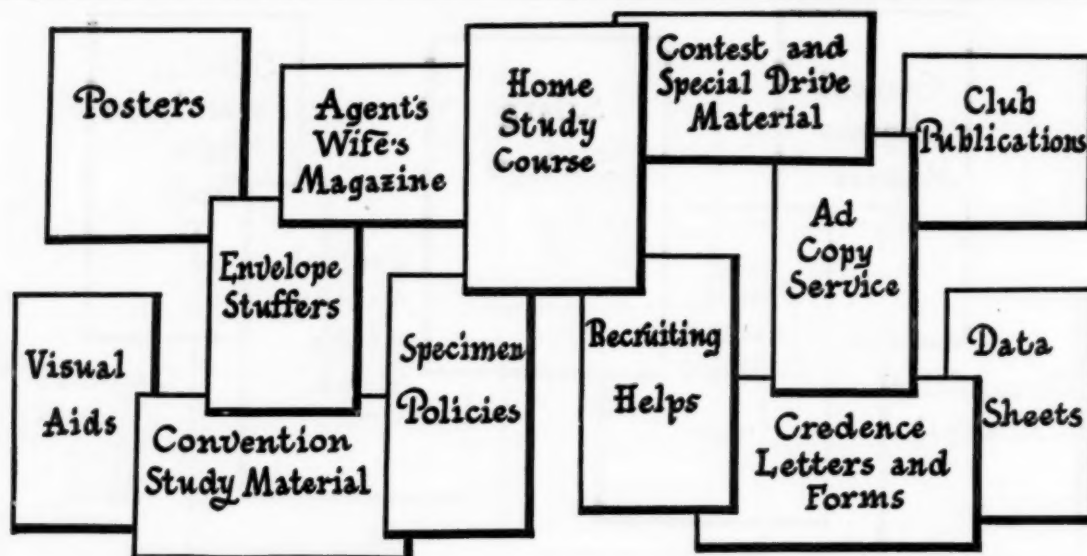 Posters
Agent's
Wife's
Magazine
Home
Study
Course
Contest and
Special Drive
Material
Club
Publications
Envelope
Stuffers
Ad
Copy
Service
Visual
Aids
Convention
Study Material
Specimen
Policies
Recruiting
Helps
Credence
Letters and
Forms
Data
Sheets